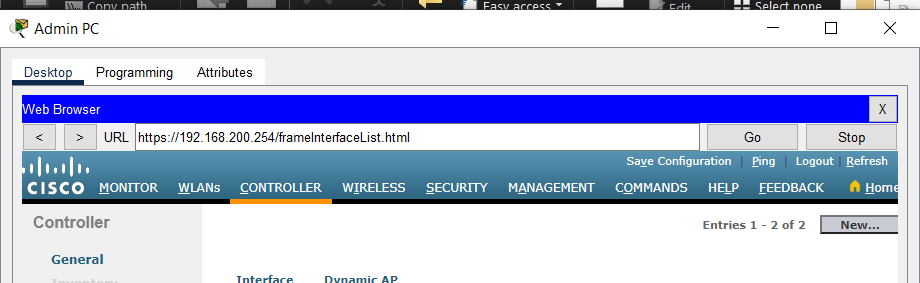 Copy path
Easy access
Edit
Select none
Admin PC
Desktop Programming Attributes
Web Browser X
< > URL https://192.168.200.254/frameInterfaceList.html Go Stop
Save Configuration | Ping | Logout | Refresh
CISCO MONITOR WLANs CONTROLLER WIRELESS SECURITY MANAGEMENT COMMANDS HELP FEEDBACK Home
Controller
Entries 1 - 2 of 2 New...
General
Inventory
Interface Dynamic AP